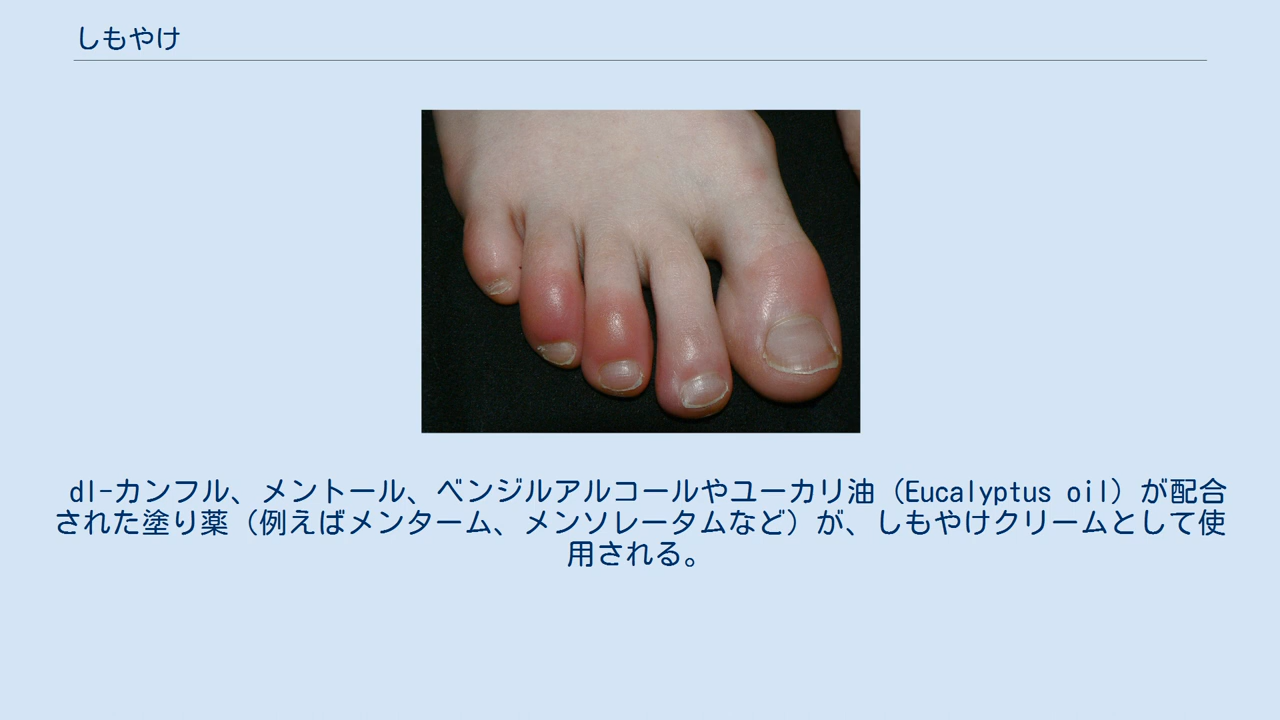 しもやけ
dl-カンフル、メントール、ベンジルアルコールやユーカリ油（Eucalyptus oil）が配合
された塗り薬（例えばメンターム、メンソレータムなど）が、しもやけクリームとして使
用される。